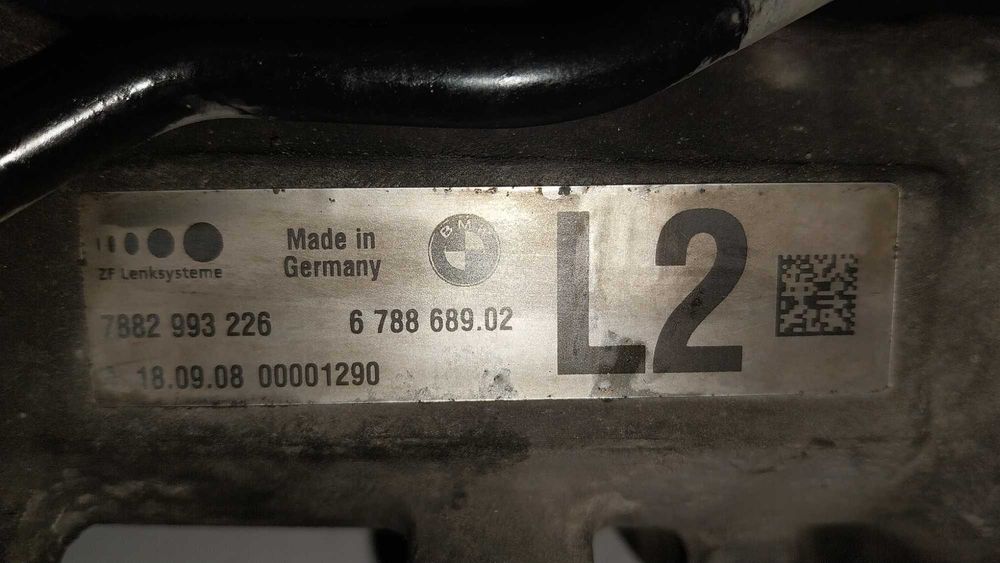 ZF Lenksysteme
Made in
Germany
BMW
L2
7882 993 226
6 788 689.02
18.09.08 00001290